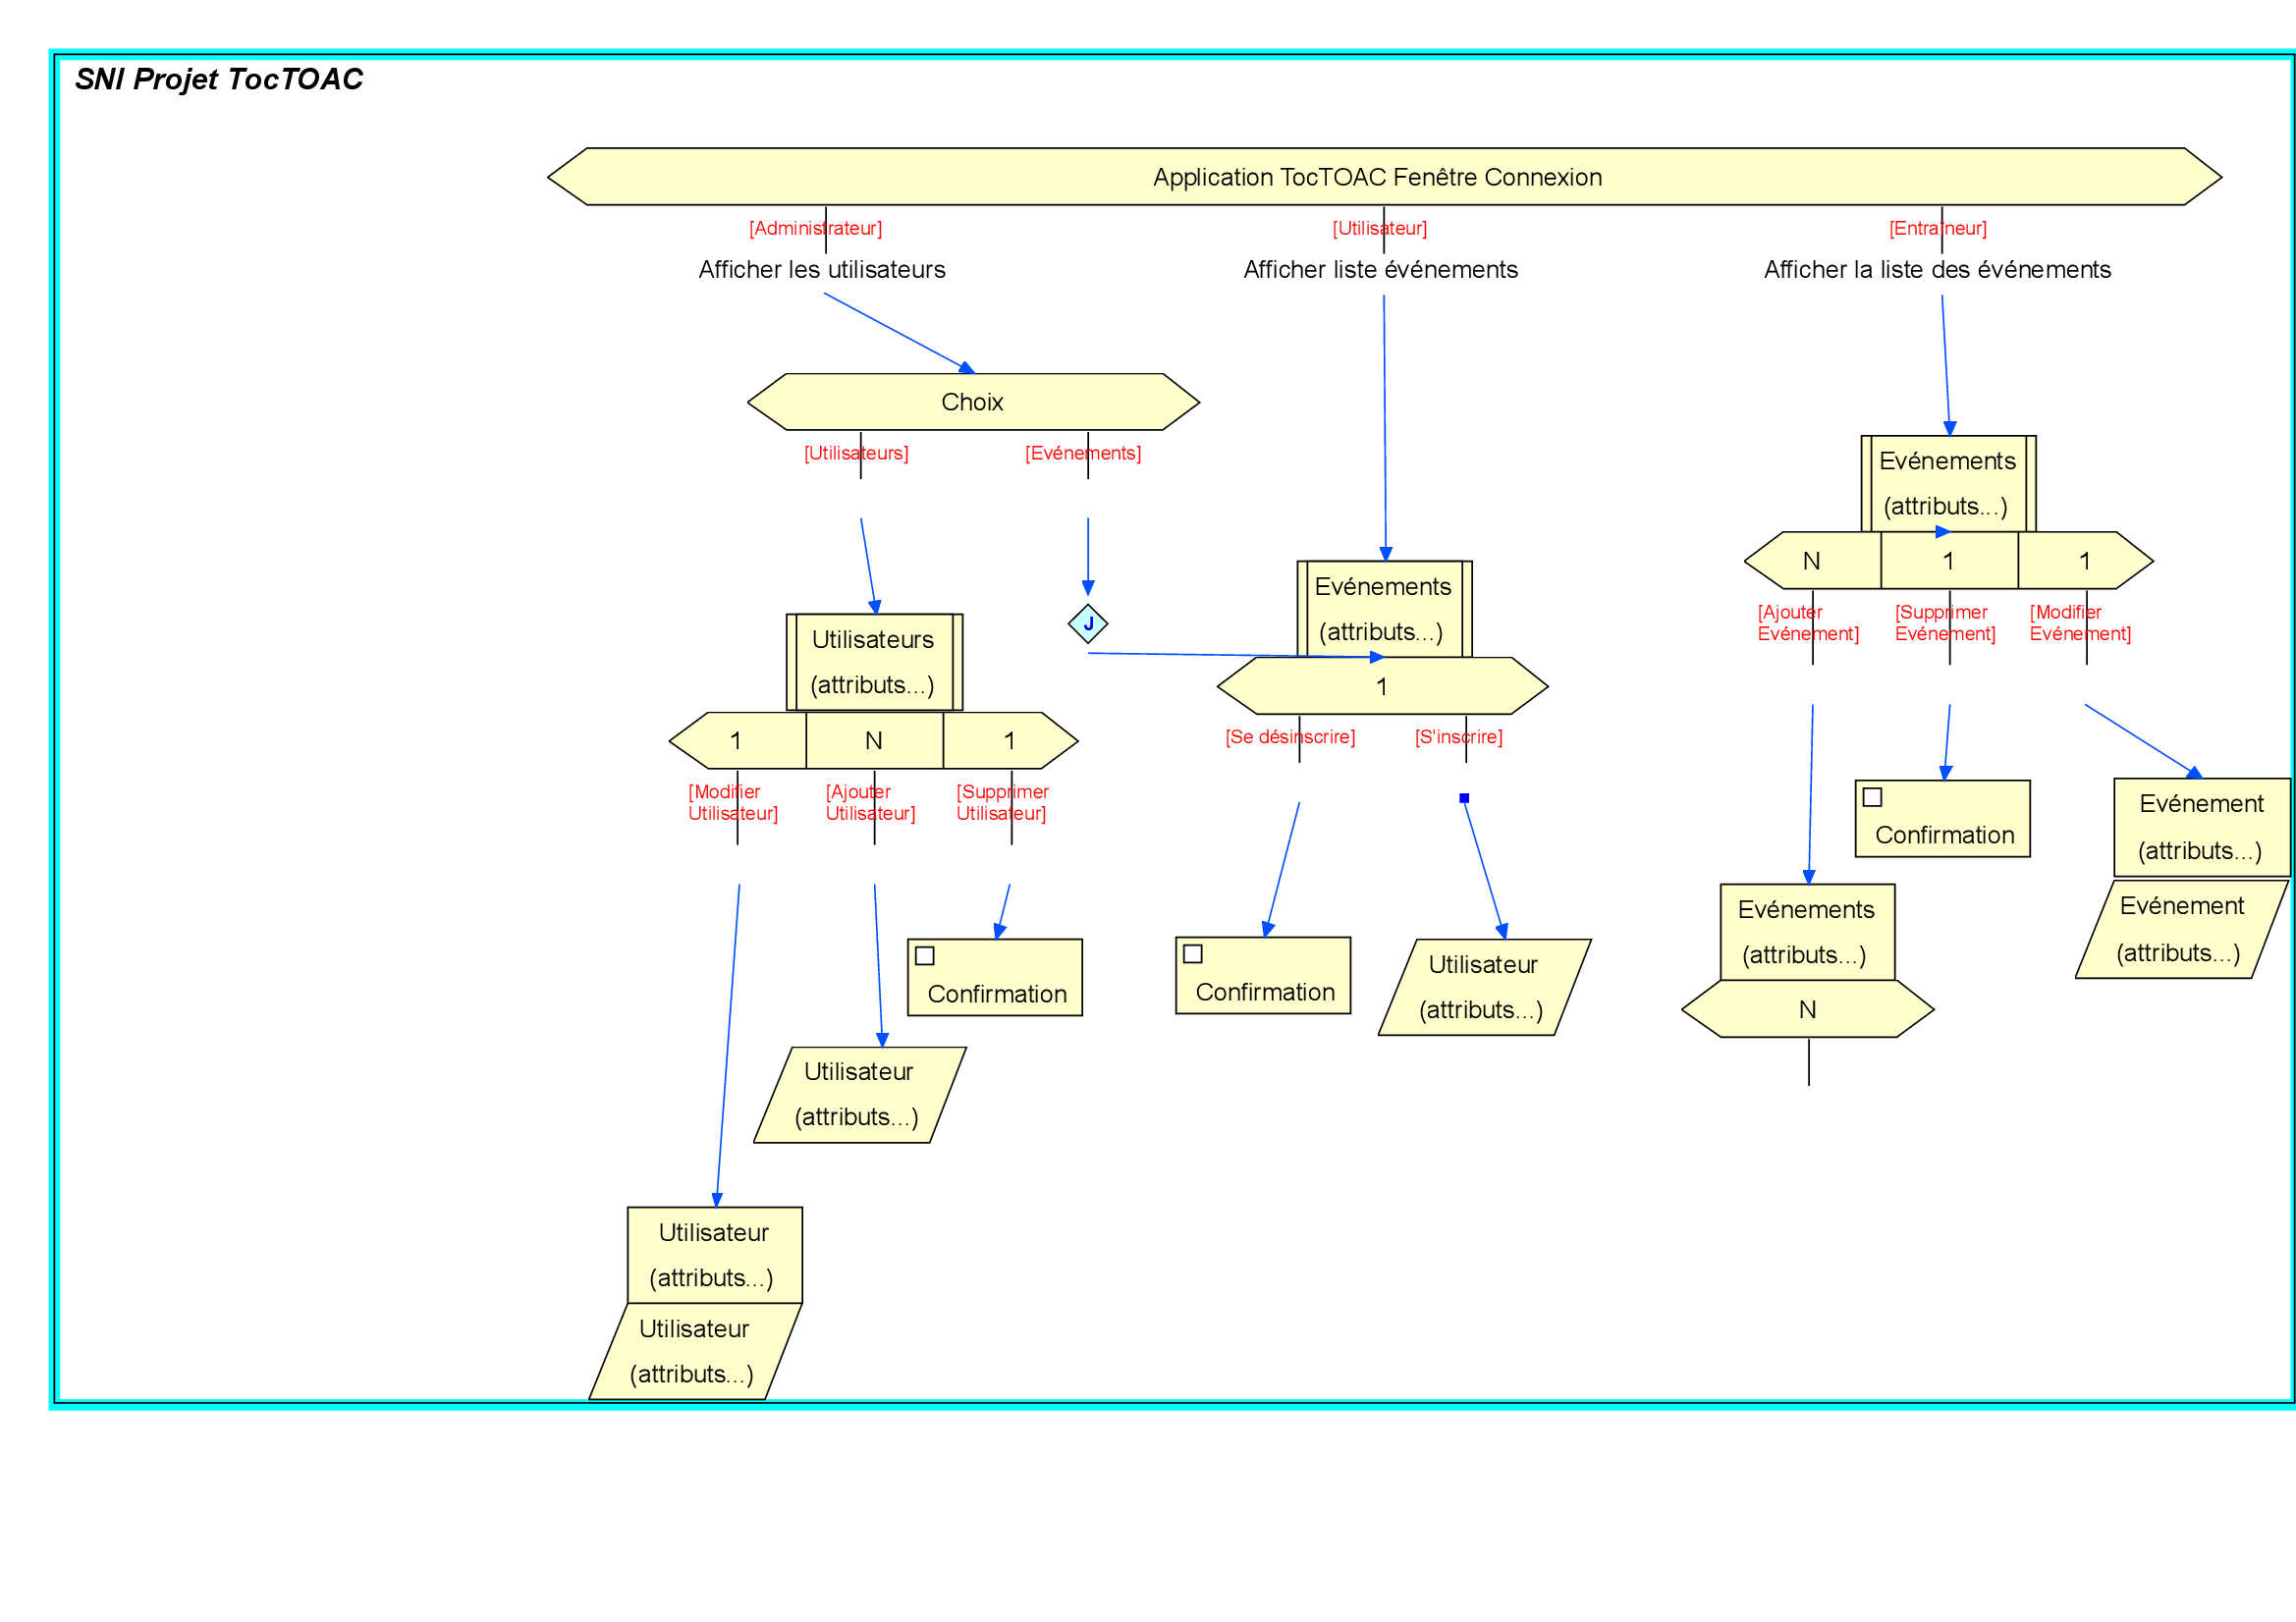 SNI Projet TocTOAC
Application TocTOAC Fenêtre Connexion
[Administrateur]
[Utilisateur]
[Entraîneur]
Afficher les utilisateurs
Afficher liste événements
Afficher la liste des événements
Choix
[Utilisateurs]
[Evénements]
Evénements
(attributs...)
N
1
1
[Ajouter
Evénement]
[Supprimer
Evénement]
[Modifier
Evénement]
J
Evénements
(attributs...)
1
[Se désinscrire]
[S'inscrire]
Utilisateurs
(attributs...)
1
N
1
[Modifier
Utilisateur]
[Ajouter
Utilisateur]
[Supprimer
Utilisateur]
Confirmation
Evénement
(attributs...)
Evénement
(attributs...)
Evénements
(attributs...)
N
Confirmation
Confirmation
Utilisateur
(attributs...)
Utilisateur
(attributs...)
Utilisateur
(attributs...)
Utilisateur
(attributs...)